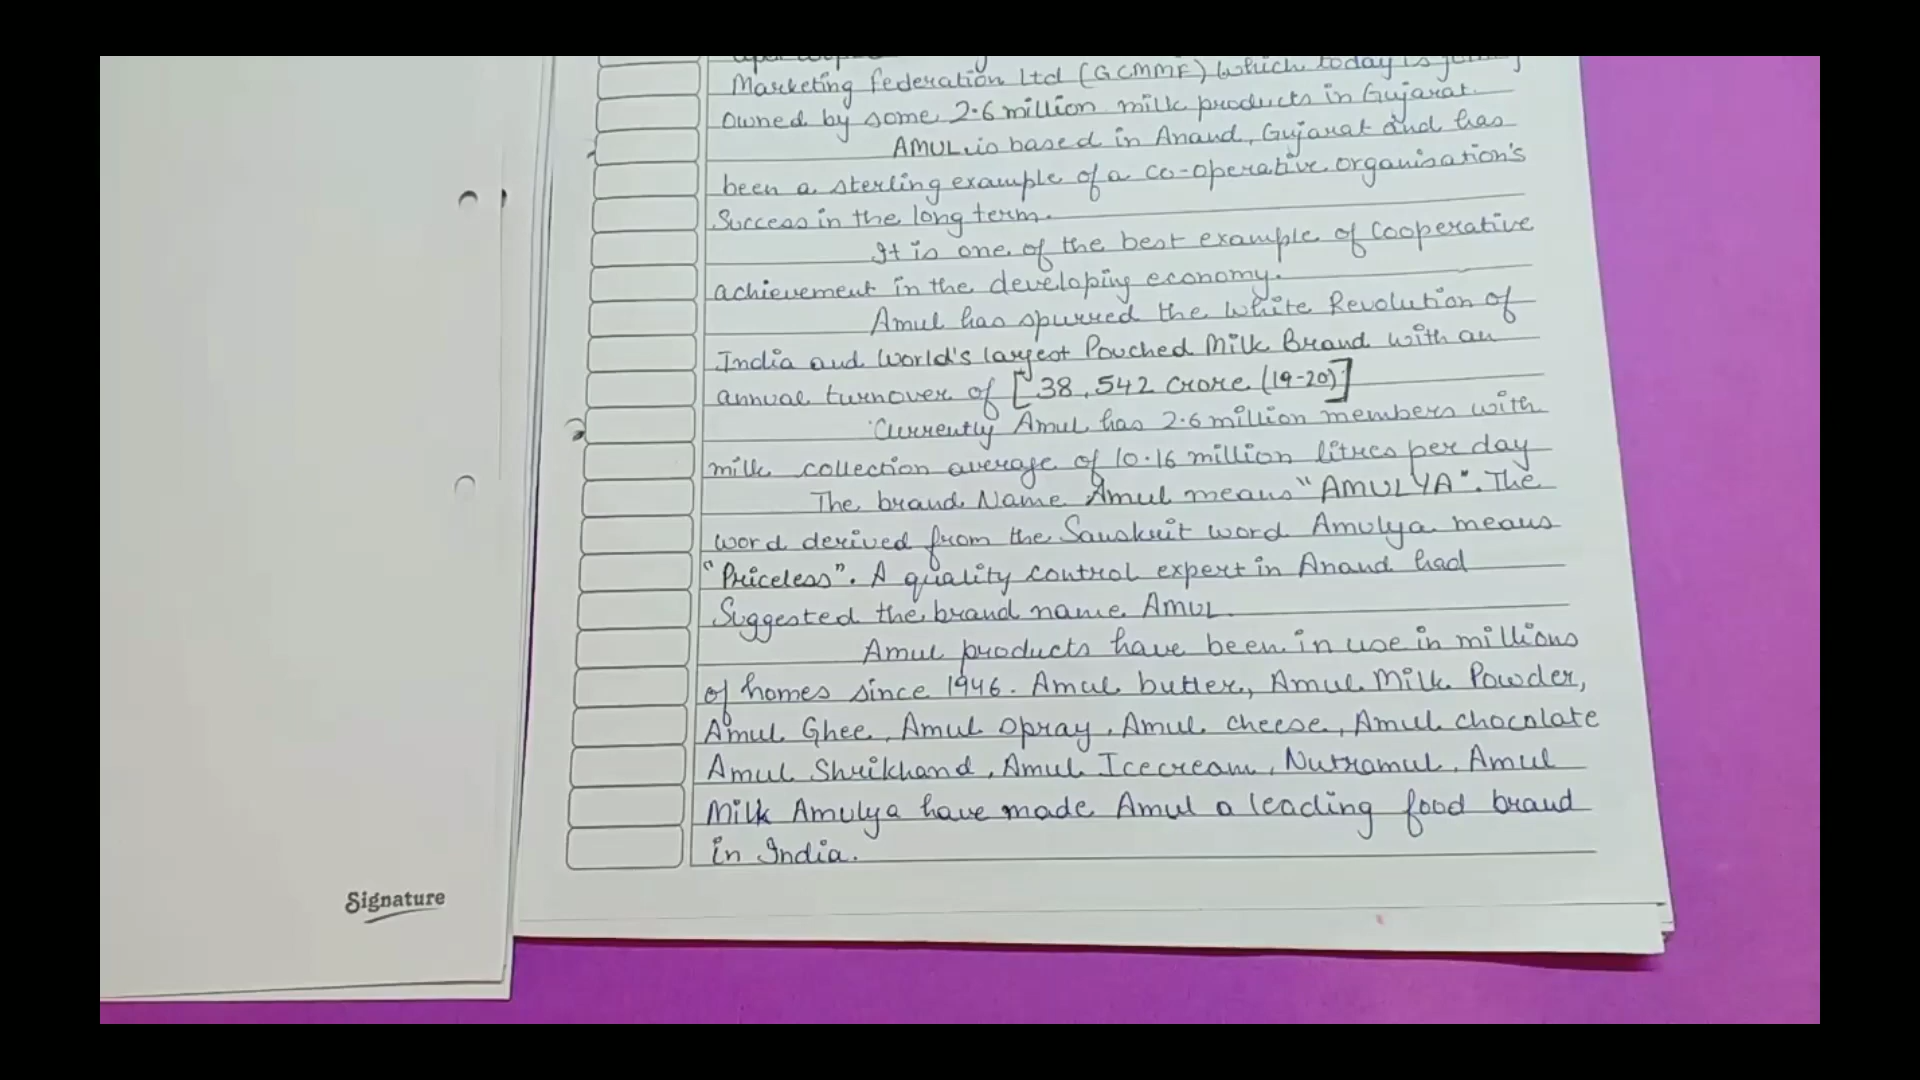 Marketing federation Ltd (GCMMF) which today is
owned by some 2.6 million milk products in Gujarat.
AMUL is based in Anand, Gujarat and has
been a sterling example of a co-operative organisation's
Success in the long term.
It is one of the best example of cooperative
achievement in the developing economy.
Amul has spurred the White Revolution of
India and World's largest Pouched Milk Brand with an
annual turnover of [₹38,542 crore (19-20)]
Currently Amul has 2.6 million members with
milk collection average of 10.16 million litres per day
The brand Name Amul means "AMULYA". The
word derived from the Sanskrit word Amulya means
"Priceless". A quality control expert in Anand had
Suggested the brand name AMUL.
Amul products have been in use in millions
of homes since 1946. Amul butter, Amul Milk Powder,
Amul Ghee, Amul spray, Amul cheese, Amul chocolate
Amul Shrikhand, Amul Icecream, Nutramul, Amul
Milk Amulya have made Amul a leading food brand
in India.
Signature